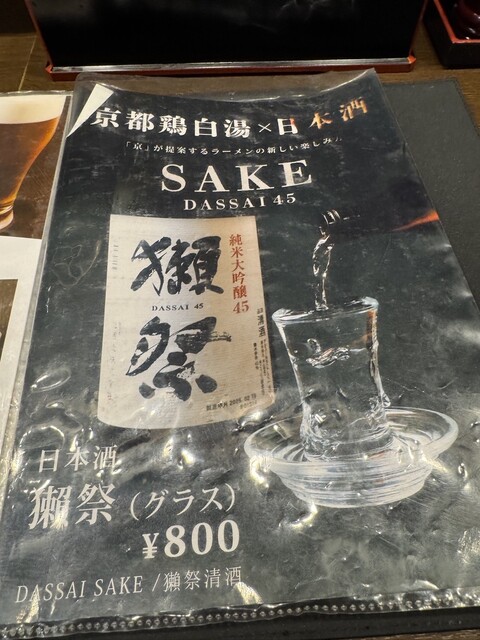 京都鶏白湯×日本酒
「京」が提案するラーメンの新しい楽しみ方
SAKE
DASSAI 45
獺祭
純米大吟醸45
DASSAI 45
日本酒
獺祭（グラス）
¥800
DASSAI SAKE /獺祭清酒